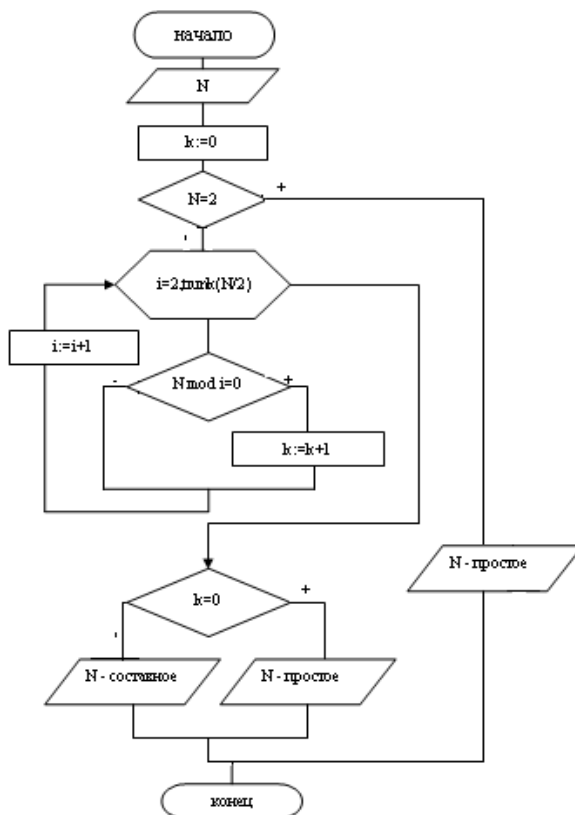 начало
N
k:=0
N=2
+
i=2,trunk(N/2)
i:=i+1
N mod i=0
-
+
k:=k+1
N - простое
k=0
+
N - составное
N - простое
конец